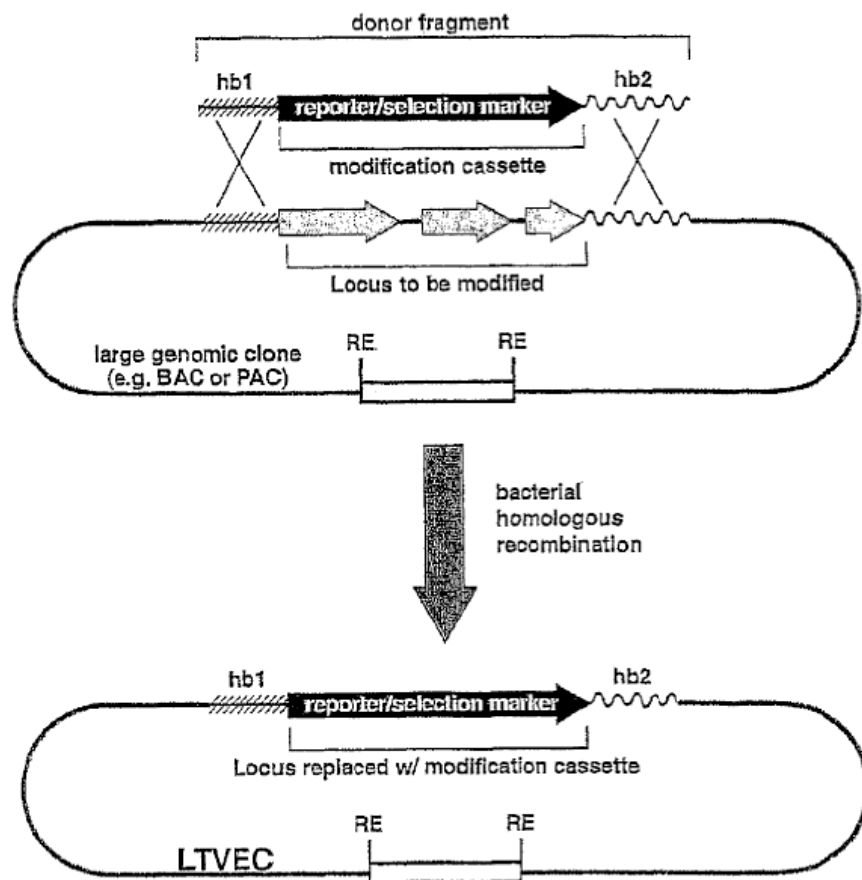 donor fragment
hb1
hb2
reporter/selection marker
modification cassette
Locus to be modified
large genomic clone
(e.g. BAC or PAC)
RE.
RE
bacterial
homologous
recombination
hb1
hb2
reporter/selection marker
Locus replaced w/ modification cassette
RE
RE
LTVEC